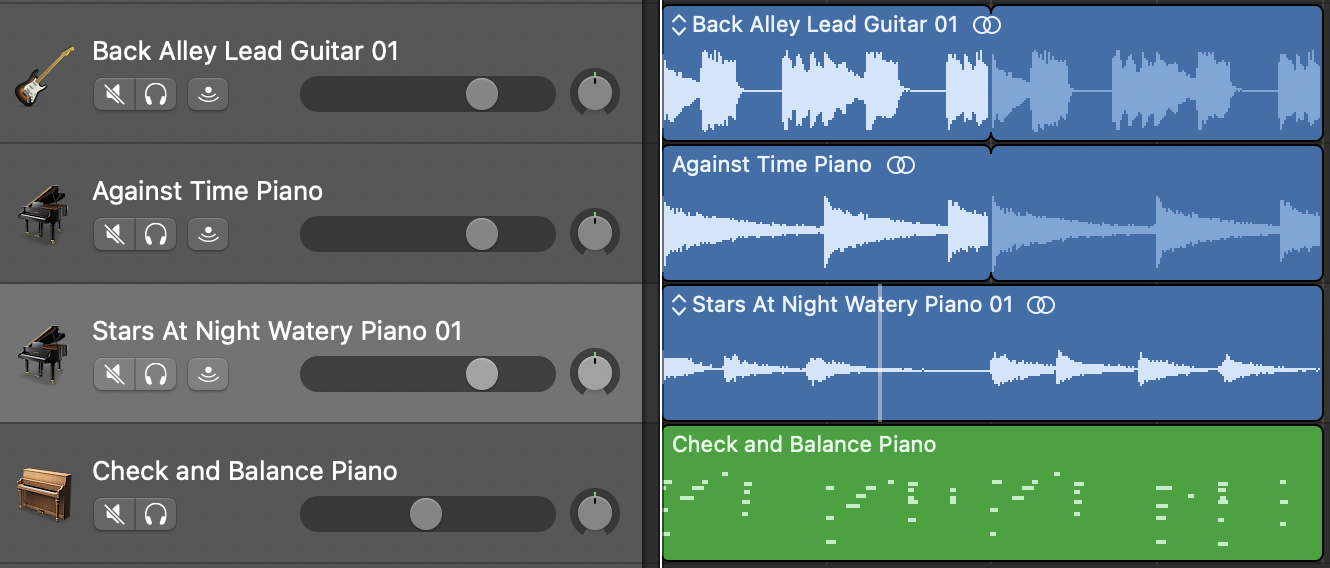 Back Alley Lead Guitar 01
Back Alley Lead Guitar 01
Against Time Piano
Against Time Piano
Stars At Night Watery Piano 01
Stars At Night Watery Piano 01
Check and Balance Piano
Check and Balance Piano